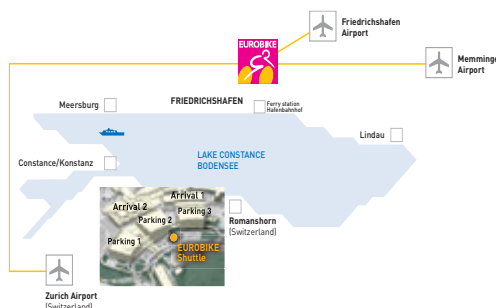 Friedrichshafen
Airport
EUROBIKE
Memminge
Airport
Meersburg
FRIEDRICHSHAFEN
Ferry station
Hafenbahnhof
Lindau
LAKE CONSTANCE
BODENSEE
Constance/Konstanz
Arrival 1
Arrival 2
Parking 3
Parking 2
Parking 1
EUROBIKE
Shuttle
Romanshorn
(Switzerland)
Zurich Airport
(Switzerland)